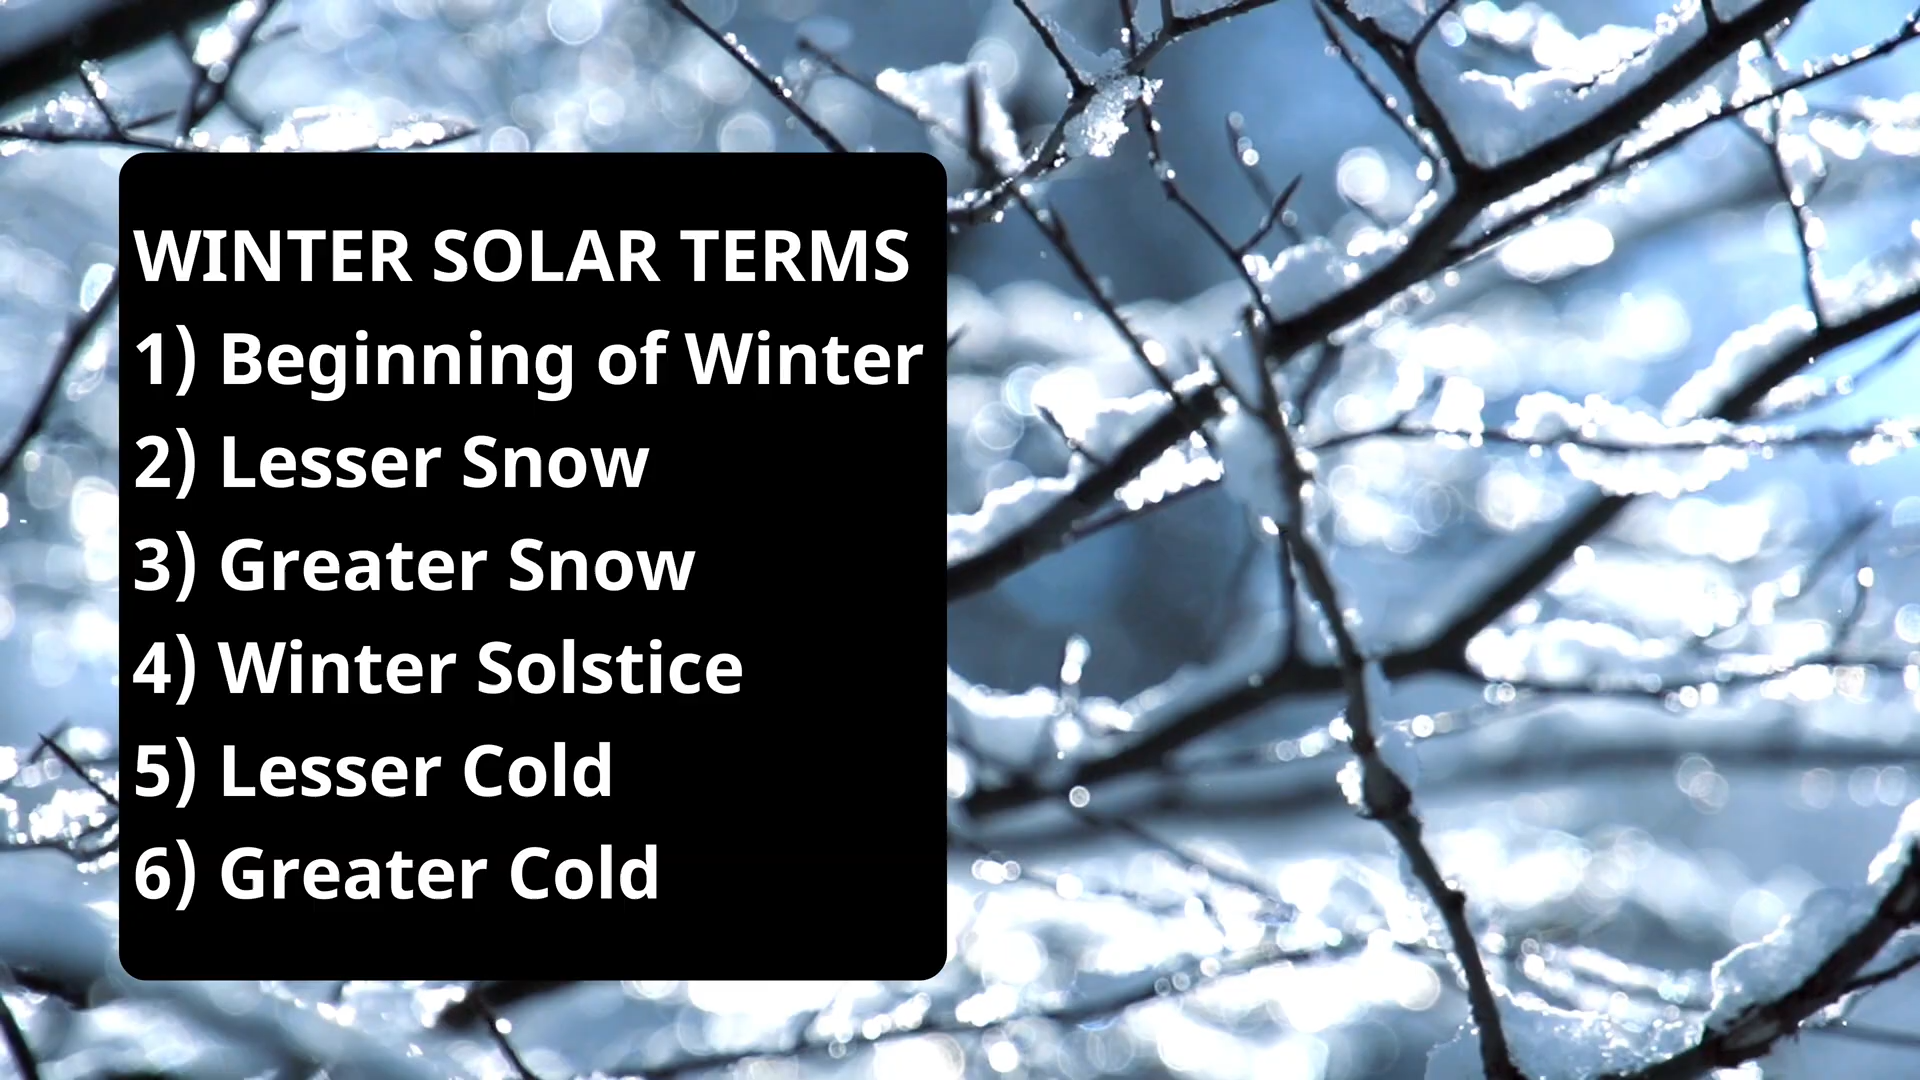 WINTER SOLAR TERMS
1) Beginning of Winter
2) Lesser Snow
3) Greater Snow
4) Winter Solstice
5) Lesser Cold
6) Greater Cold